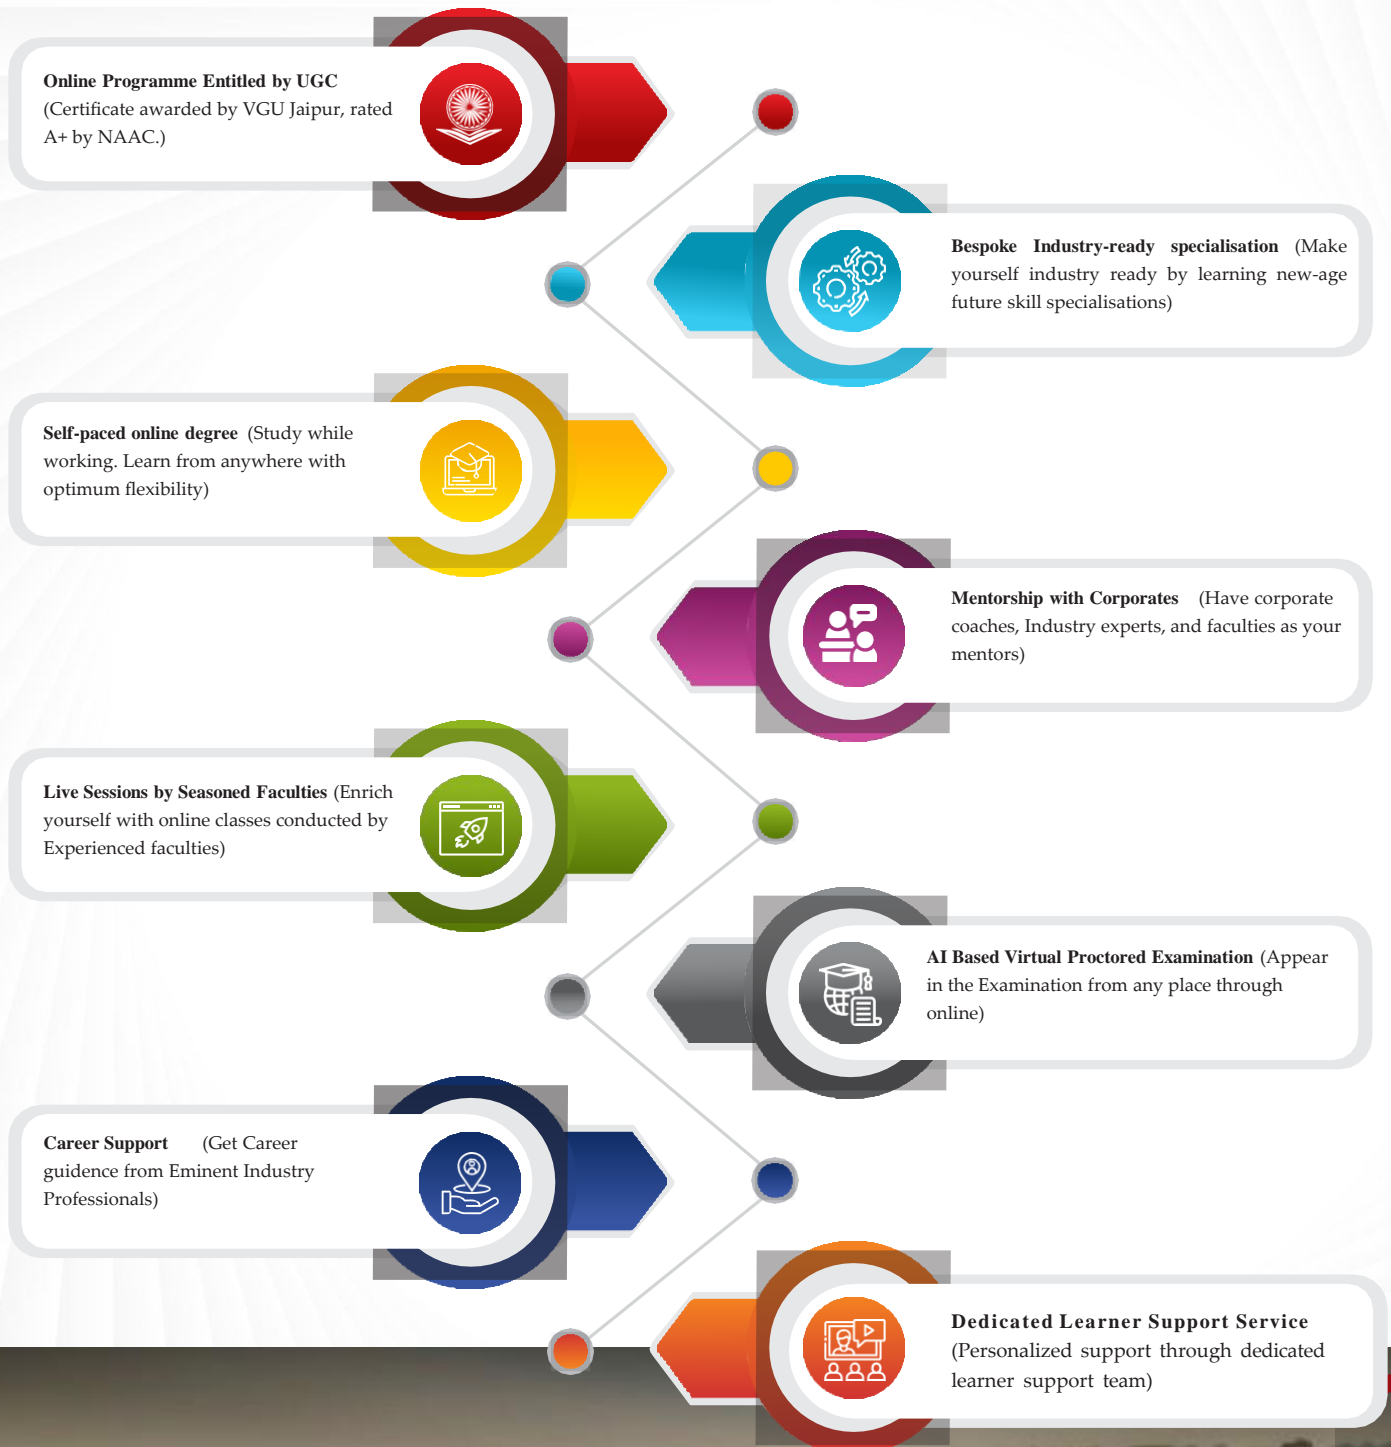 Online Programme Entitled by UGC
(Certificate awarded by VGU Jaipur, rated
A+ by NAAC.)
Bespoke Industry-ready specialisation (Make
yourself industry ready by learning new-age
future skill specialisations)
Self-paced online degree (Study while
working. Learn from anywhere with
optimum flexibility)
Mentorship with Corporates (Have corporate
coaches, Industry experts, and faculties as your
mentors)
Live Sessions by Seasoned Faculties (Enrich
yourself with online classes conducted by
Experienced faculties)
AI Based Virtual Proctored Examination (Appear
in the Examination from any place through
online)
Career Support (Get Career
guidence from Eminent Industry
Professionals)
Dedicated Learner Support Service
(Personalized support through dedicated
learner support team)